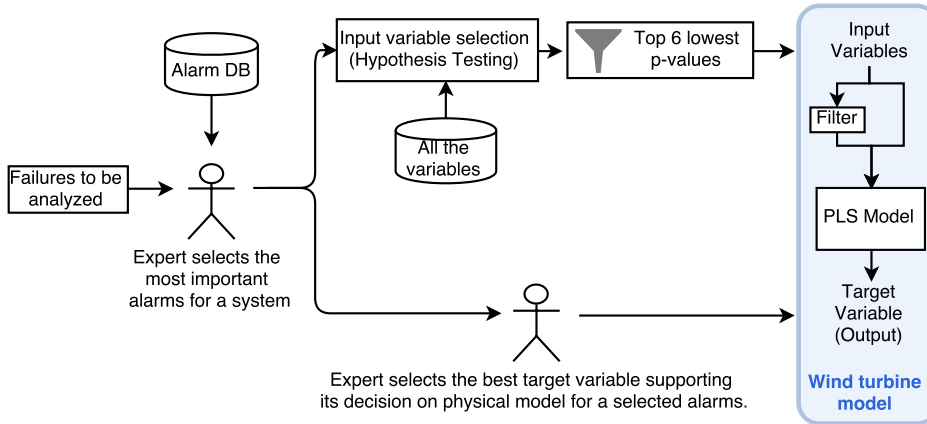 Alarm DB
Failures to be
analyzed
Expert selects the
most important
alarms for a system
Input variable selection
(Hypothesis Testing)
All the
variables
Top 6 lowest
p-values
Expert selects the best target variable supporting
its decision on physical model for a selected alarms.
Input
Variables
Filter
PLS Model
Target
Variable
(Output)
Wind turbine
model